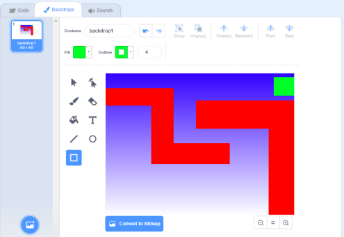 Code
Backdrops
Sounds
Costume
backdrop1
Group
Ungroup
Forward
Backward
Front
Back
Fill
Outline
4
backdrop1
T
Convert to Bitmap